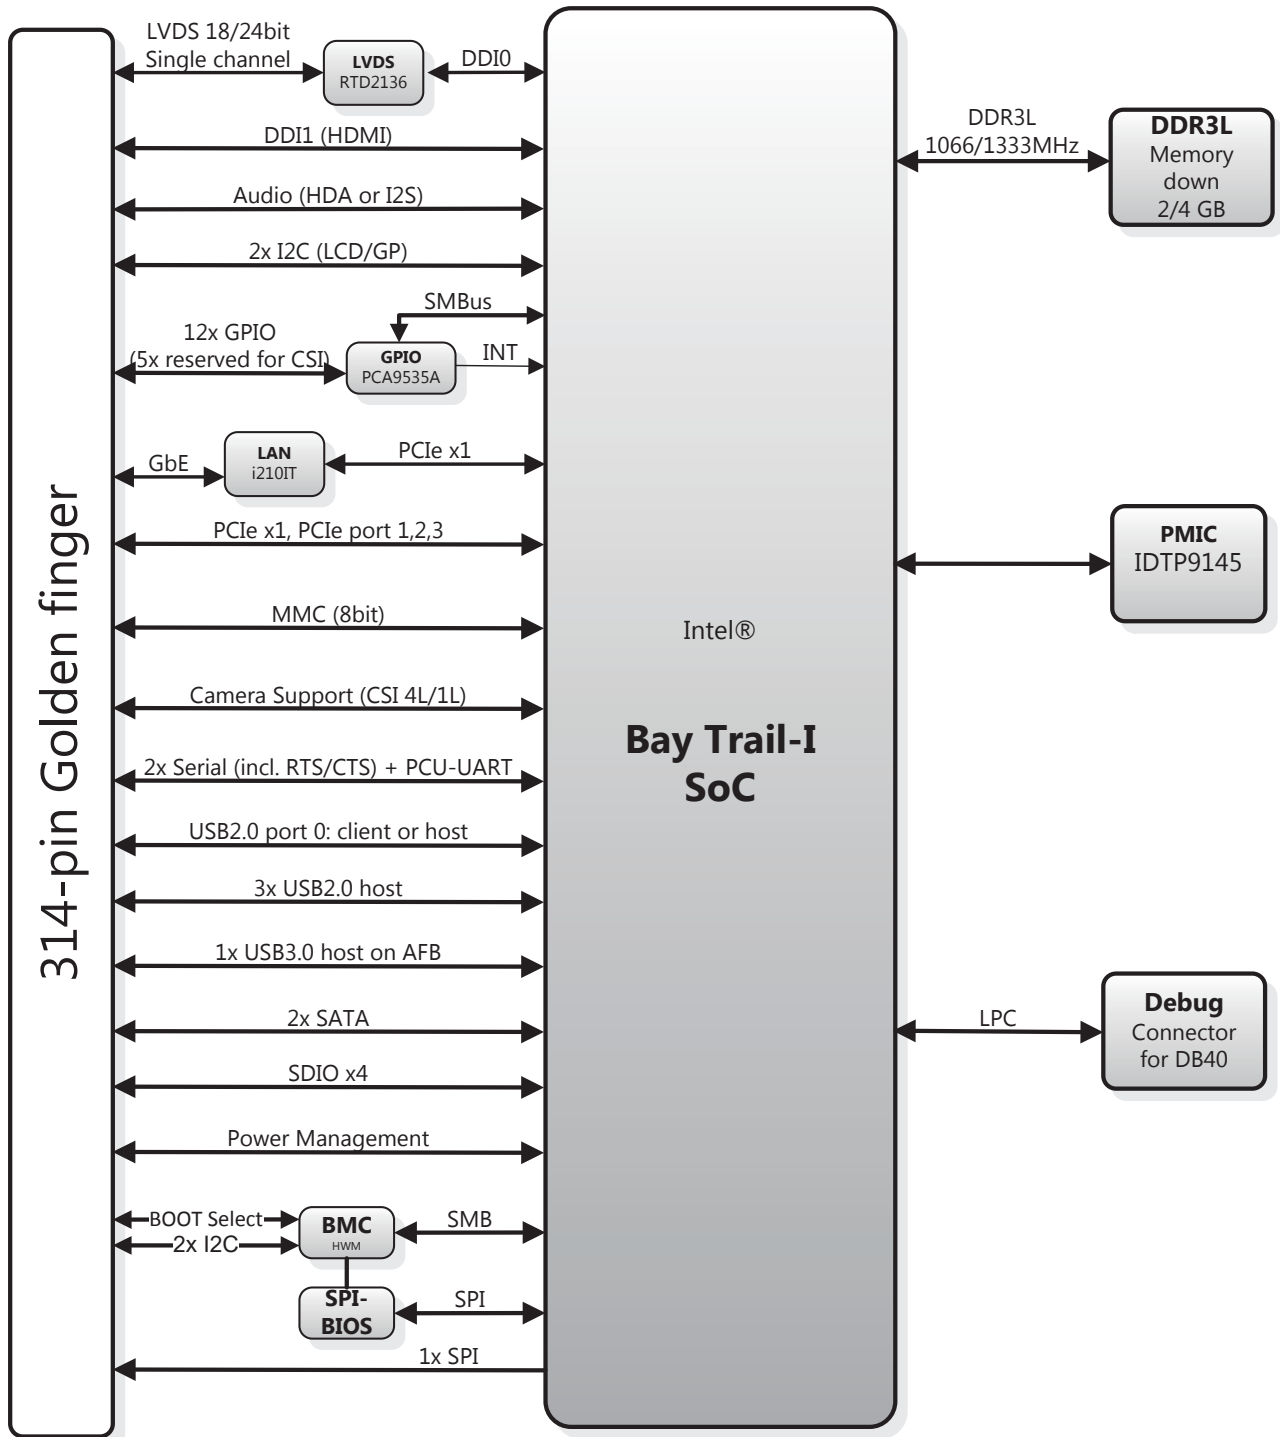 LVDS 18/24bit
Single channel
LVDS
RTD2136
DDI0
DDI1 (HDMI)
Audio (HDA or I2S)
2x I2C (LCD/GP)
SMBus
12x GPIO
(5x reserved for CSI)
GPIO
PCA9535A
INT
GbE
LAN
i210IT
PCIe x1
PCIe x1, PCIe port 1,2,3
MMC (8bit)
Camera Support (CSI 4L/1L)
2x Serial (incl. RTS/CTS) + PCU-UART
USB2.0 port 0: client or host
3x USB2.0 host
1x USB3.0 host on AFB
2x SATA
SDIO x4
Power Management
BOOT Select
2x I2C
BMC
HWM
SMB
SPI-
BIOS
SPI
1x SPI
314-pin Golden finger
Intel®
Bay Trail-I
SoC
DDR3L
1066/1333MHz
DDR3L
Memory
down
2/4 GB
PMIC
IDTP9145
LPC
Debug
Connector
for DB40